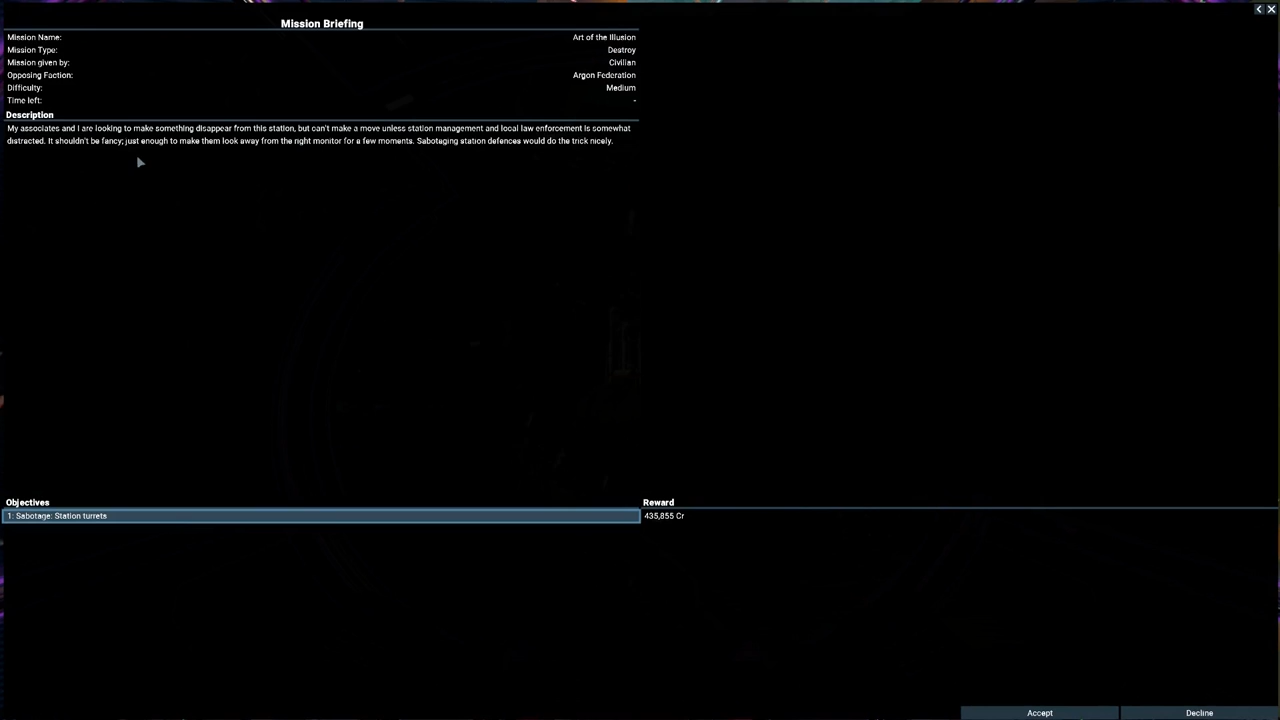 Mission Briefing
Mission Name: Art of the Illusion
Mission Type: Destroy
Mission given by: Civilian
Opposing Faction: Argon Federation
Difficulty: Medium
Time left: -
Description
My associates and I are looking to make something disappear from this station, but can't make a move unless station management and local law enforcement is somewhat
distracted. It shouldn't be fancy; just enough to make them look away from the right monitor for a few moments. Sabotaging station defences would do the trick nicely.
Objectives
1: Sabotage: Station turrets
Reward
435,855 Cr
Accept
Decline